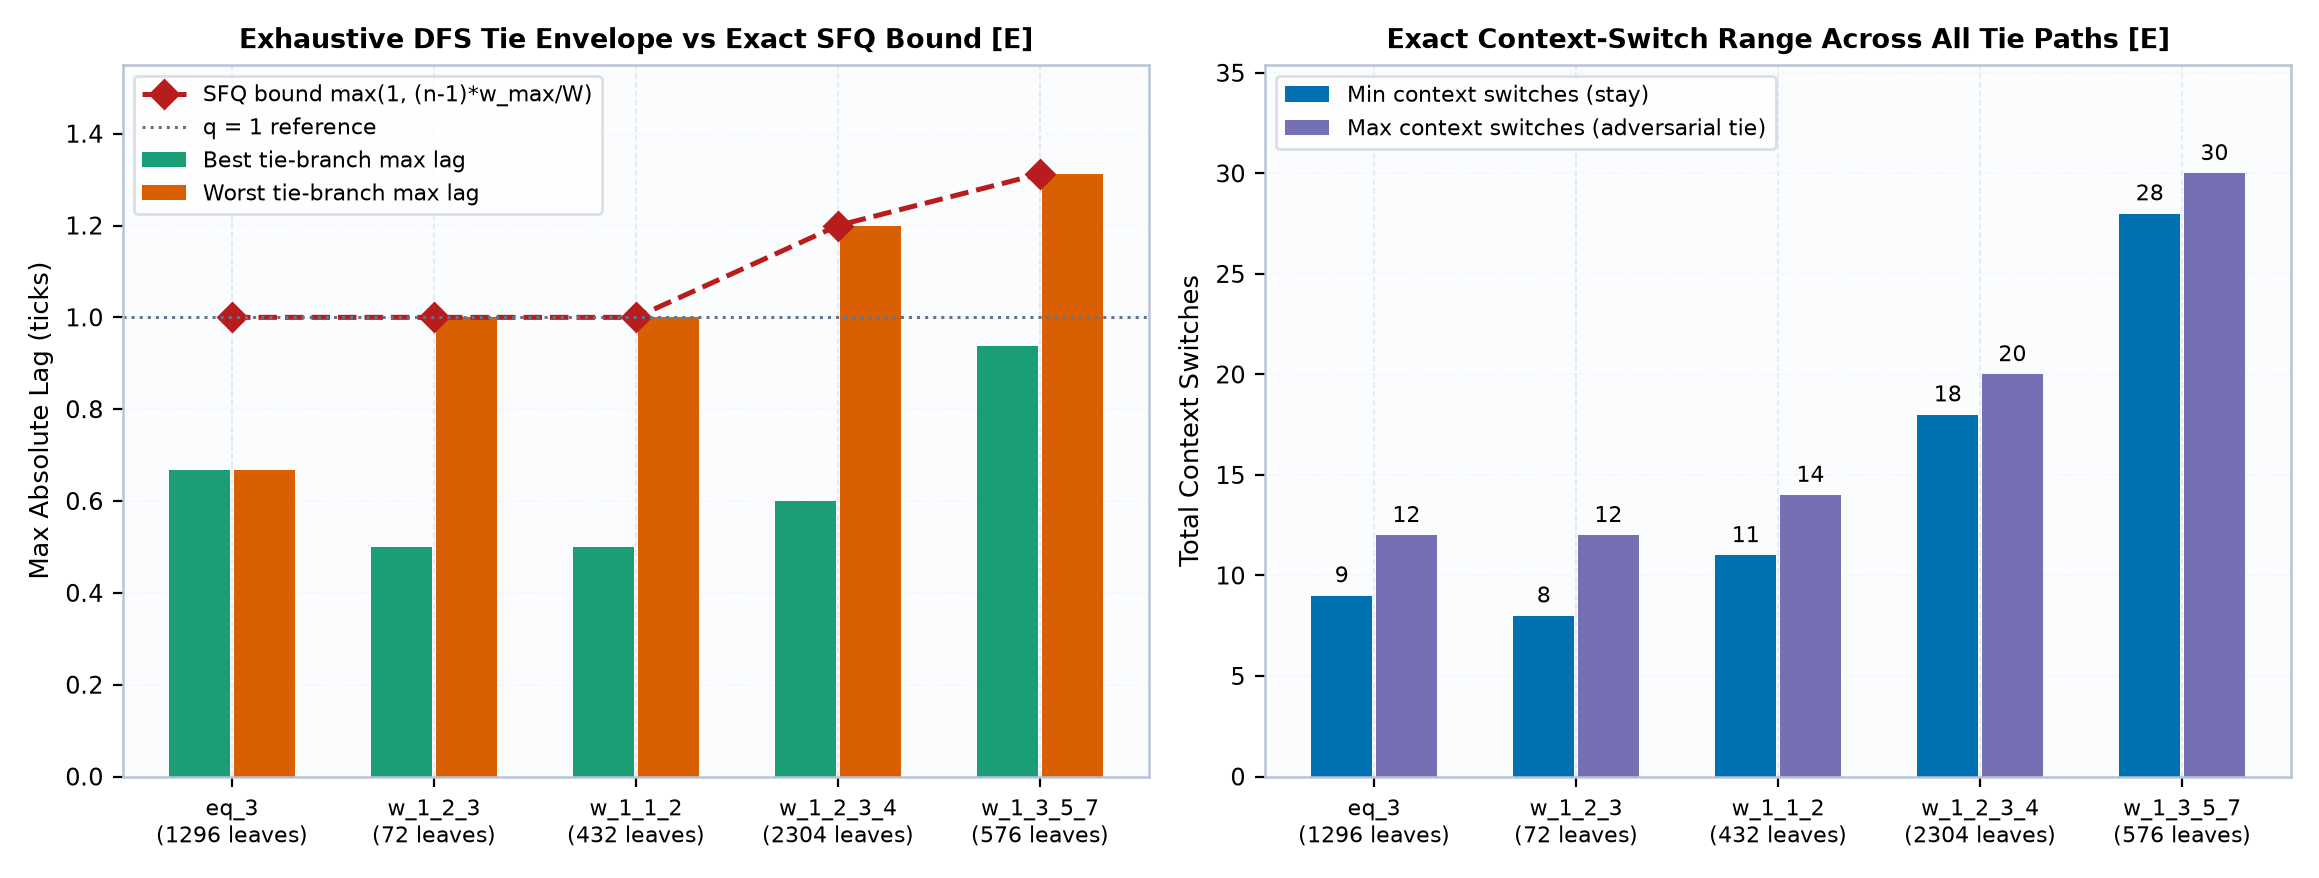 Exhaustive DFS Tie Envelope vs Exact SFQ Bound [E]
SFQ bound max(1, (n-1)*w_max/W)
q = 1 reference
Best tie-branch max lag
Worst tie-branch max lag
Max Absolute Lag (ticks)
1.4
1.2
1.0
0.8
0.6
0.4
0.2
0.0
eq_3
(1296 leaves)
w_1_2_3
(72 leaves)
w_1_1_2
(432 leaves)
w_1_2_3_4
(2304 leaves)
w_1_3_5_7
(576 leaves)
Exact Context-Switch Range Across All Tie Paths [E]
Min context switches (stay)
Max context switches (adversarial tie)
Total Context Switches
35
30
25
20
15
10
5
0
9
12
8
12
11
14
18
20
28
30
eq_3
(1296 leaves)
w_1_2_3
(72 leaves)
w_1_1_2
(432 leaves)
w_1_2_3_4
(2304 leaves)
w_1_3_5_7
(576 leaves)